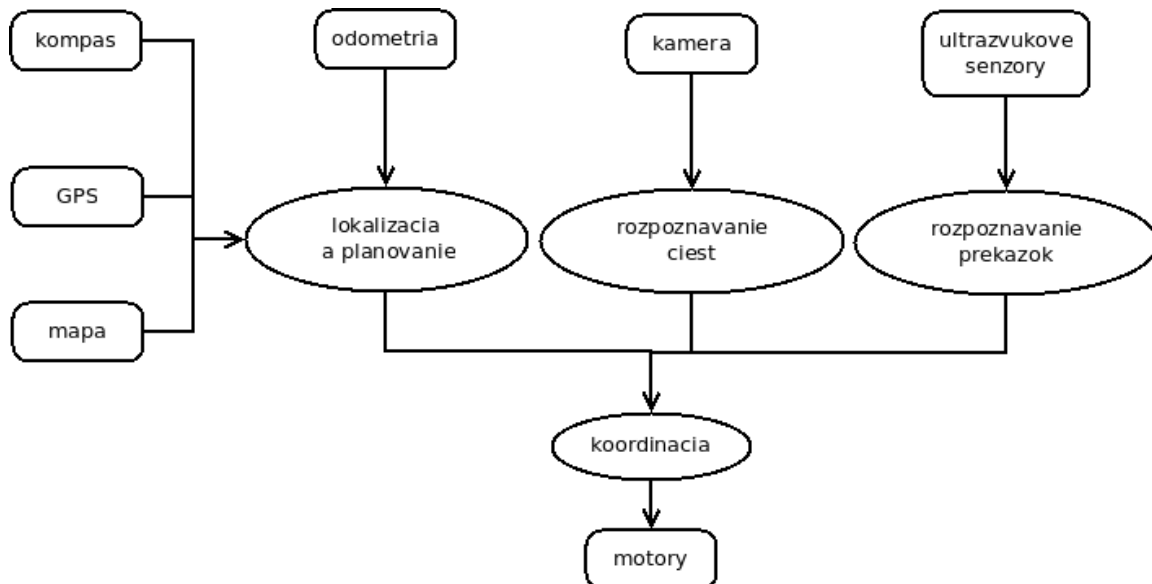 kompas
odometria
kamera
ultrazvukove
senzory
GPS
lokalizacia
a planovanie
rozpoznavanie
ciest
rozpoznavanie
prekazok
mapa
koordinacia
motory